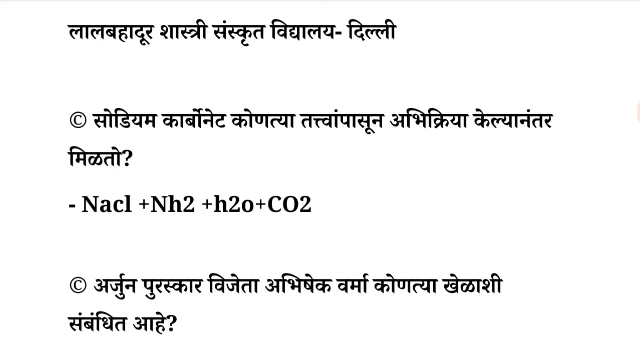 लालबहादूर शास्त्री संस्कृत विद्यालय- दिल्ली
© सोडियम कार्बोनेट कोणत्या तत्त्वांपासून अभिक्रिया केल्यानंतर
मिळतो?
- Nacl +Nh2 +h2o+CO2
© अर्जुन पुरस्कार विजेता अभिषेक वर्मा कोणत्या खेळाशी
संबंधित आहे?